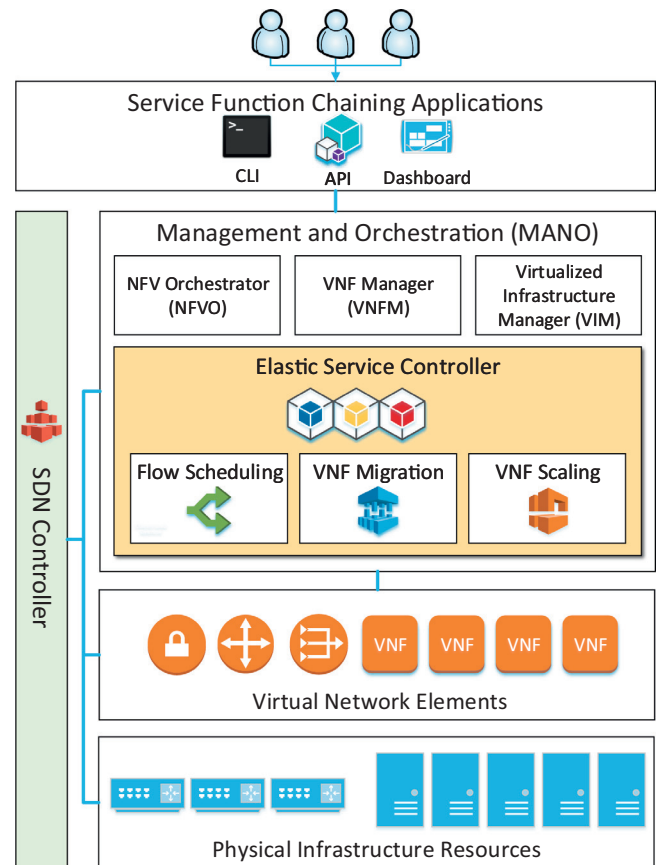 Service Function Chaining Applications
>_
CLI
API
Dashboard
SDN Controller
Management and Orchestration (MANO)
NFV Orchestrator
(NFVO)
VNF Manager
(VNFM)
Virtualized
Infrastructure
Manager (VIM)
Elastic Service Controller
Flow Scheduling
VNF Migration
VNF Scaling
VNF
VNF
VNF
VNF
Virtual Network Elements
Physical Infrastructure Resources